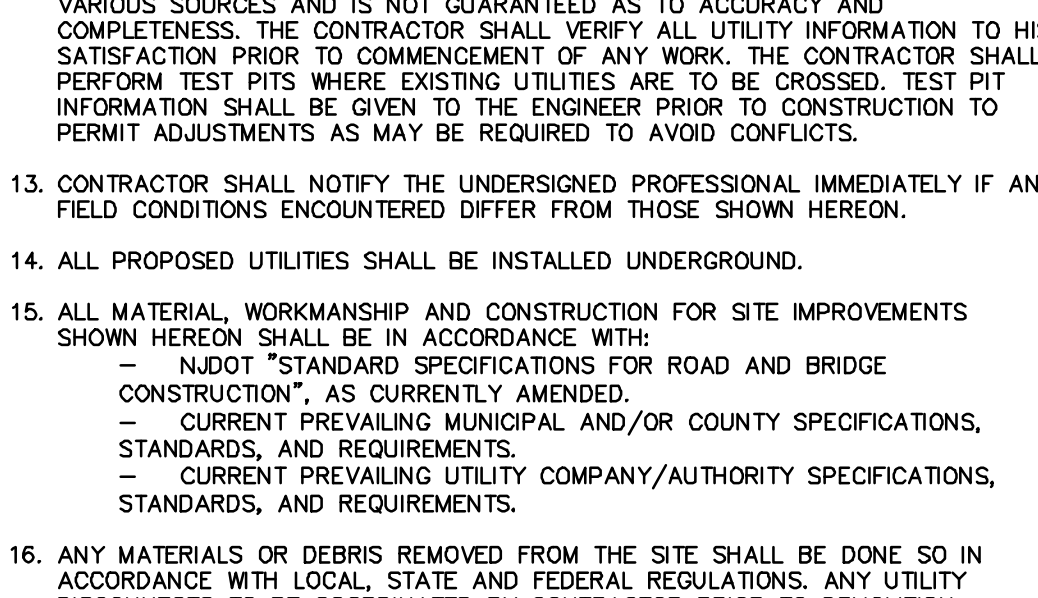 VARIOUS SOURCES AND IS NOT GUARANTEED AS TO ACCURACY AND
COMPLETENESS. THE CONTRACTOR SHALL VERIFY ALL UTILITY INFORMATION TO HIS
SATISFACTION PRIOR TO COMMENCEMENT OF ANY WORK. THE CONTRACTOR SHALL
PERFORM TEST PITS WHERE EXISTING UTILITIES ARE TO BE CROSSED. TEST PIT
INFORMATION SHALL BE GIVEN TO THE ENGINEER PRIOR TO CONSTRUCTION TO
PERMIT ADJUSTMENTS AS MAY BE REQUIRED TO AVOID CONFLICTS.
13. CONTRACTOR SHALL NOTIFY THE UNDERSIGNED PROFESSIONAL IMMEDIATELY IF AN
FIELD CONDITIONS ENCOUNTERED DIFFER FROM THOSE SHOWN HEREON.
14. ALL PROPOSED UTILITIES SHALL BE INSTALLED UNDERGROUND.
15. ALL MATERIAL, WORKMANSHIP AND CONSTRUCTION FOR SITE IMPROVEMENTS
SHOWN HEREON SHALL BE IN ACCORDANCE WITH:
– NJDOT "STANDARD SPECIFICATIONS FOR ROAD AND BRIDGE
CONSTRUCTION", AS CURRENTLY AMENDED.
– CURRENT PREVAILING MUNICIPAL AND/OR COUNTY SPECIFICATIONS,
STANDARDS, AND REQUIREMENTS.
– CURRENT PREVAILING UTILITY COMPANY/AUTHORITY SPECIFICATIONS,
STANDARDS, AND REQUIREMENTS.
16. ANY MATERIALS OR DEBRIS REMOVED FROM THE SITE SHALL BE DONE SO IN
ACCORDANCE WITH LOCAL, STATE AND FEDERAL REGULATIONS. ANY UTILITY